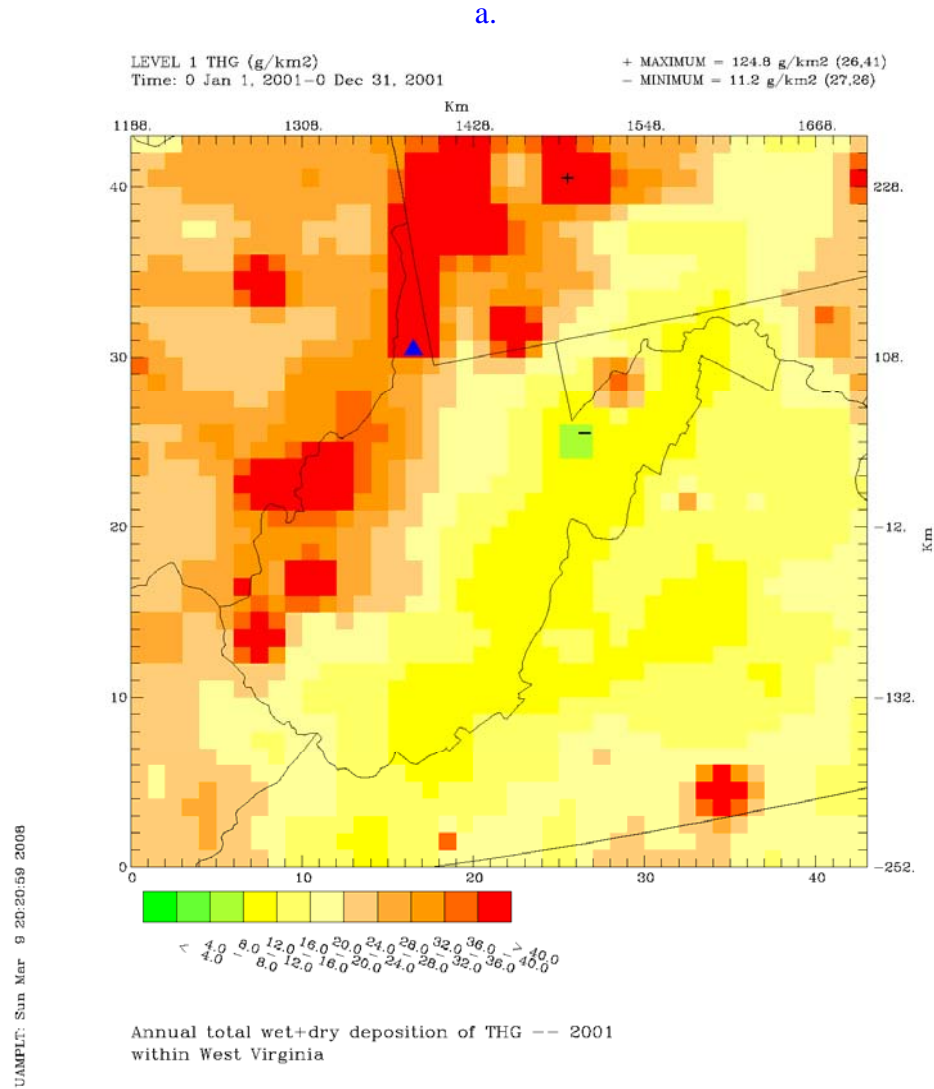 a.
LEVEL 1 THG (g/km2)
Time: 0 Jan 1, 2001-0 Dec 31, 2001
+ MAXIMUM = 124.8 g/km2 (26,41)
- MINIMUM = 11.2 g/km2 (27,26)
Km
1188. 1308. 1428. 1548. 1668.
40 228.
30 108.
20 -12.
Km
10 -132.
0 -252.
0 10 20 30 40
< 4.0
4.0 - 8.0
8.0 - 12.0
12.0 - 16.0
16.0 - 20.0
20.0 - 24.0
24.0 - 28.0
28.0 - 32.0
32.0 - 36.0
36.0 - 40.0
> 40.0
UAMPLT: Sun Mar 9 20:20:59 2008
Annual total wet+dry deposition of THG -- 2001
within West Virginia